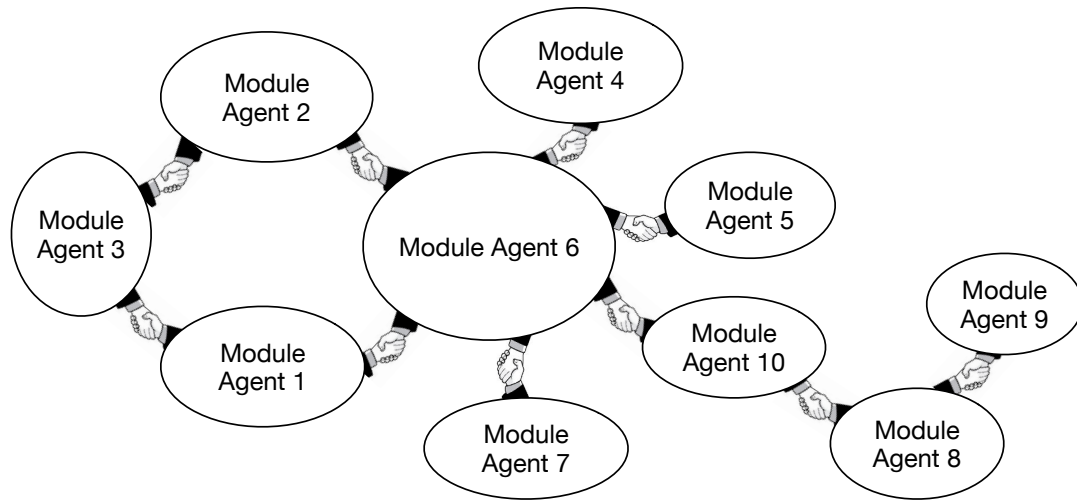 Module
Agent 4
Module
Agent 2
Module
Agent 5
Module
Agent 3
Module Agent 6
Module
Agent 9
Module
Agent 10
Module
Agent 1
Module
Agent 8
Module
Agent 7